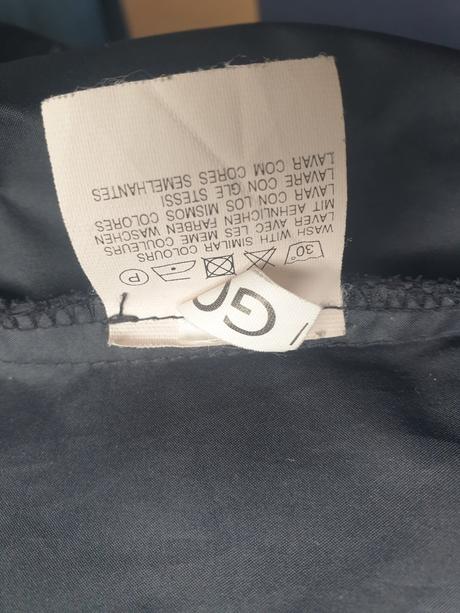 30°
P
WASH WITH SIMILAR COLOURS
LAVER AVEC LES MEME COULEURS
MIT AEHNLICHEN FARBEN WASCHEN
LAVAR CON LOS MISMOS COLORES
LAVARE CON GLE STESSI
LAVAR COM CORES SEMELHANTES